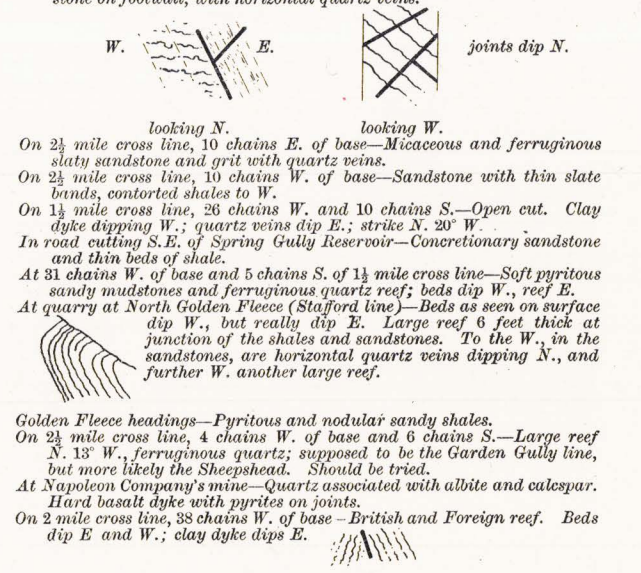 stone on footwall, with horizontal quartz veins.
W. E. joints dip N.
looking N. looking W.
On 2½ mile cross line, 10 chains E. of base—Micaceous and ferruginous
slaty sandstone and grit with quartz veins.
On 2½ mile cross line, 10 chains W. of base—Sandstone with thin slate
bands, contorted shales to W.
On 1½ mile cross line, 26 chains W. and 10 chains S.—Open cut. Clay
dyke dipping W.; quartz veins dip E.; strike N. 20° W.
In road cutting S.E. of Spring Gully Reservoir—Concretionary sandstone
and thin beds of shale.
At 31 chains W. of base and 5 chains S. of 1½ mile cross line—Soft pyritous
sandy mudstones and ferruginous quartz reef; beds dip W., reef E.
At quarry at North Golden Fleece (Stafford line)—Beds as seen on surface
dip W., but really dip E. Large reef 6 feet thick at
junction of the shales and sandstones. To the W., in the
sandstones, are horizontal quartz veins dipping N., and
further W. another large reef.
Golden Fleece headings—Pyritous and nodular sandy shales.
On 2½ mile cross line, 4 chains W. of base and 6 chains S.—Large reef
N. 13° W., ferruginous quartz; supposed to be the Garden Gully line,
but more likely the Sheepshead. Should be tried.
At Napoleon Company's mine—Quartz associated with albite and calcspar.
Hard basalt dyke with pyrites on joints.
On 2 mile cross line, 38 chains W. of base—British and Foreign reef. Beds
dip E and W.; clay dyke dips E.